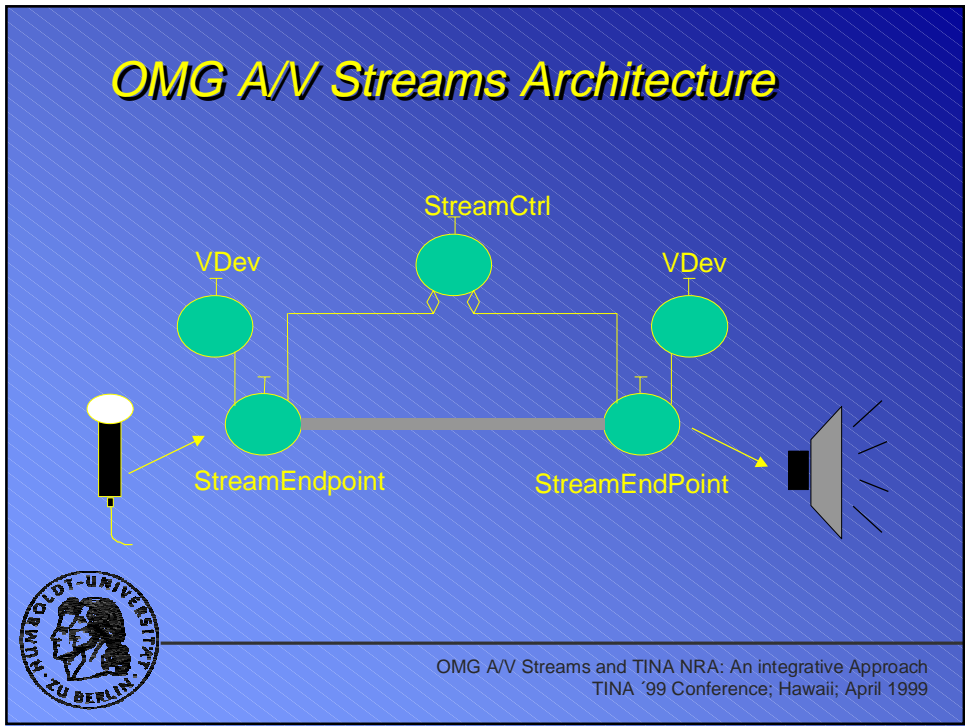 OMG A/V Streams Architecture
StreamCtrl
VDev
VDev
StreamEndpoint
StreamEndPoint
HUMBOLDT-UNIVERSITÄT
·ZU BERLIN·
OMG A/V Streams and TINA NRA: An integrative Approach
TINA ´99 Conference; Hawaii; April 1999